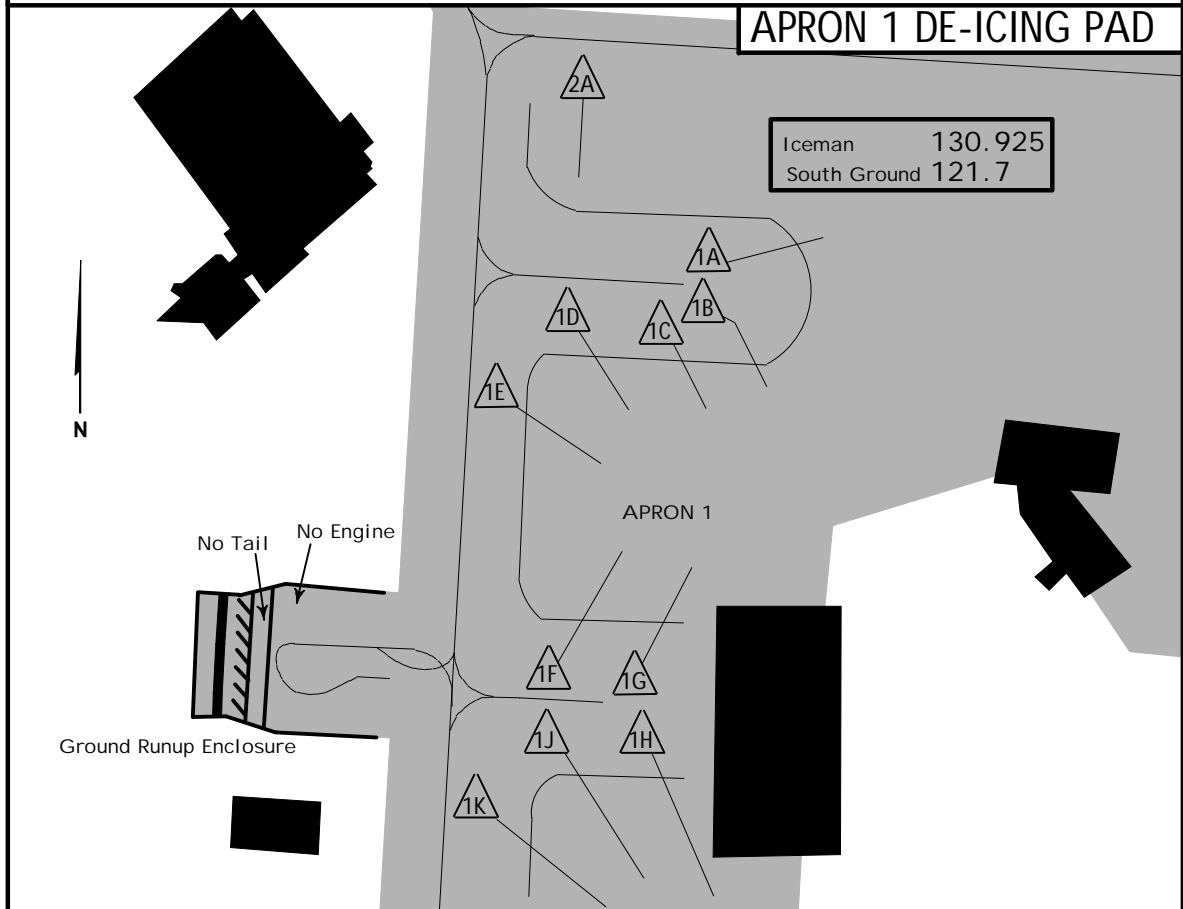 APRON 1 DE-ICING PAD
2A
Iceman 130.925
South Ground 121.7
1A
1B
1C
1D
1E
N
APRON 1
No Tail
No Engine
1F
1G
Ground Runup Enclosure
1J
1H
1K